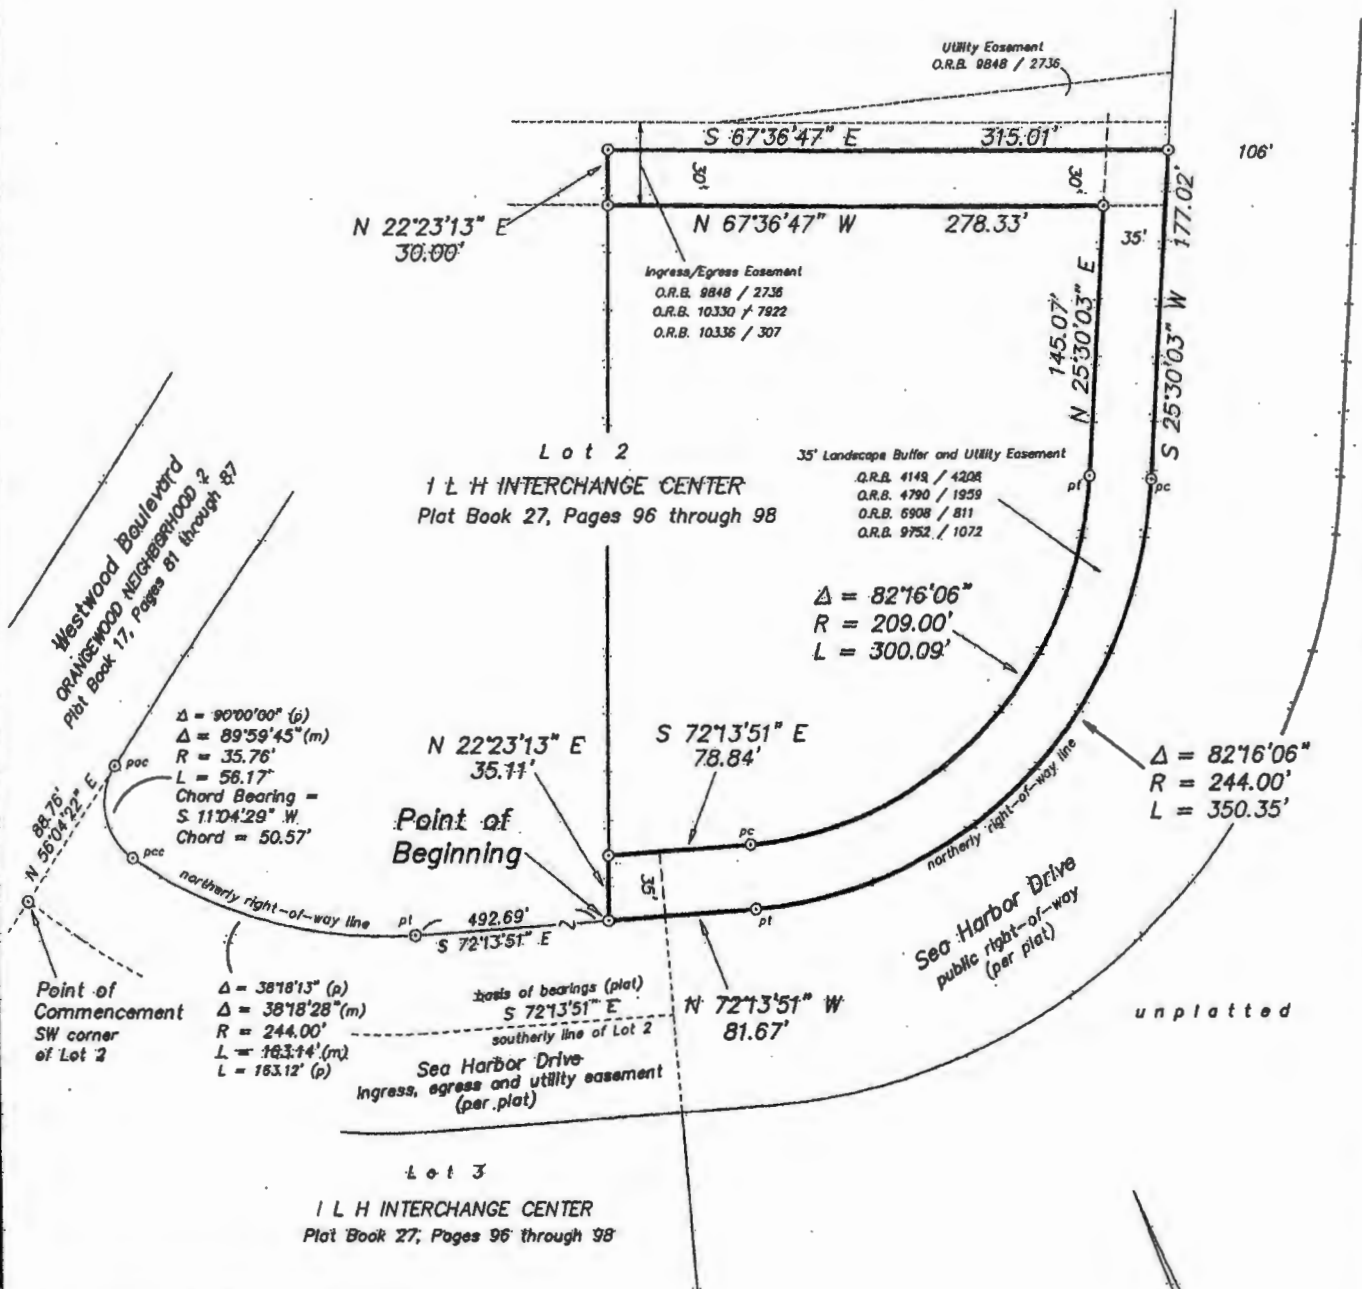 Utility Easement
O.R.B. 9848 / 2736
S 67°36'47" E 315.01'
106'
30'
30'
N 22°23'13" E
30.00'
N 67°36'47" W 278.33'
35'
177.02'
S 25°30'03" W
Ingress/Egress Easement
O.R.B. 9848 / 2736
O.R.B. 10330 / 7922
O.R.B. 10336 / 307
145.07'
N 25°30'03" E
Lot 2
I L H INTERCHANGE CENTER
Plat Book 27, Pages 96 through 98
35' Landscape Buffer and Utility Easement
O.R.B. 4149 / 4206
O.R.B. 4790 / 1959
O.R.B. 6908 / 811
O.R.B. 9752 / 1072
pt
pc
Westwood Boulevard
ORANGEWOOD NEIGHBORHOOD 2
Plat Book 17, Pages 81 through 87
Δ = 82°16'06"
R = 209.00'
L = 300.09'
Δ = 90°00'00" (p)
Δ = 89°59'45" (m)
R = 35.76'
L = 56.17'
Chord Bearing =
S 11°04'29" W
Chord = 50.57'
poc
pcc
88.76'
N 56°04'22" E
N 22°23'13" E
35.11'
S 72°13'51" E
78.84'
pc
Δ = 82°16'06"
R = 244.00'
L = 350.35'
northerly right-of-way line
Point of
Beginning
35'
northerly right-of-way line
pt
492.69'
S 72°13'51" E
pt
Sea Harbor Drive
public right-of-way
(per plat)
Point of
Commencement
SW corner
of Lot 2
Δ = 38°18'13" (p)
Δ = 38°18'28" (m)
R = 244.00'
L = 163.14' (m)
L = 163.12' (p)
basis of bearings (plat)
S 72°13'51" E
southerly line of Lot 2
N 72°13'51" W
81.67'
unplatted
Sea Harbor Drive
Ingress, egress and utility easement
(per plat)
Lot 3
I L H INTERCHANGE CENTER
Plat Book 27, Pages 96 through 98